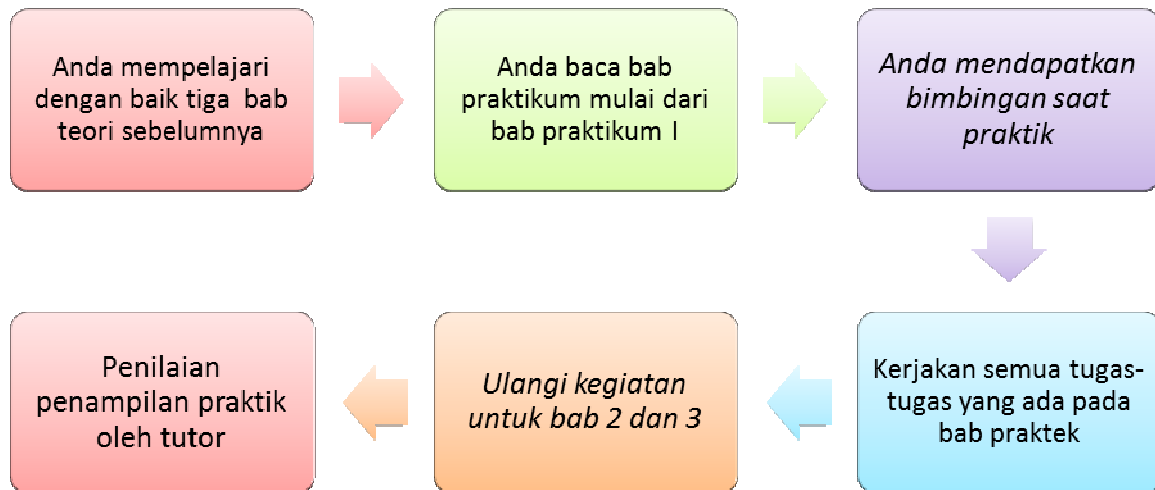 Anda mempelajari
dengan baik tiga bab
teori sebelumnya
Anda baca bab
praktikum mulai dari
bab praktikum I
Anda mendapatkan
bimbingan saat
praktik
Kerjakan semua tugas-
tugas yang ada pada
bab praktek
Ulangi kegiatan
untuk bab 2 dan 3
Penilaian
penampilan praktik
oleh tutor